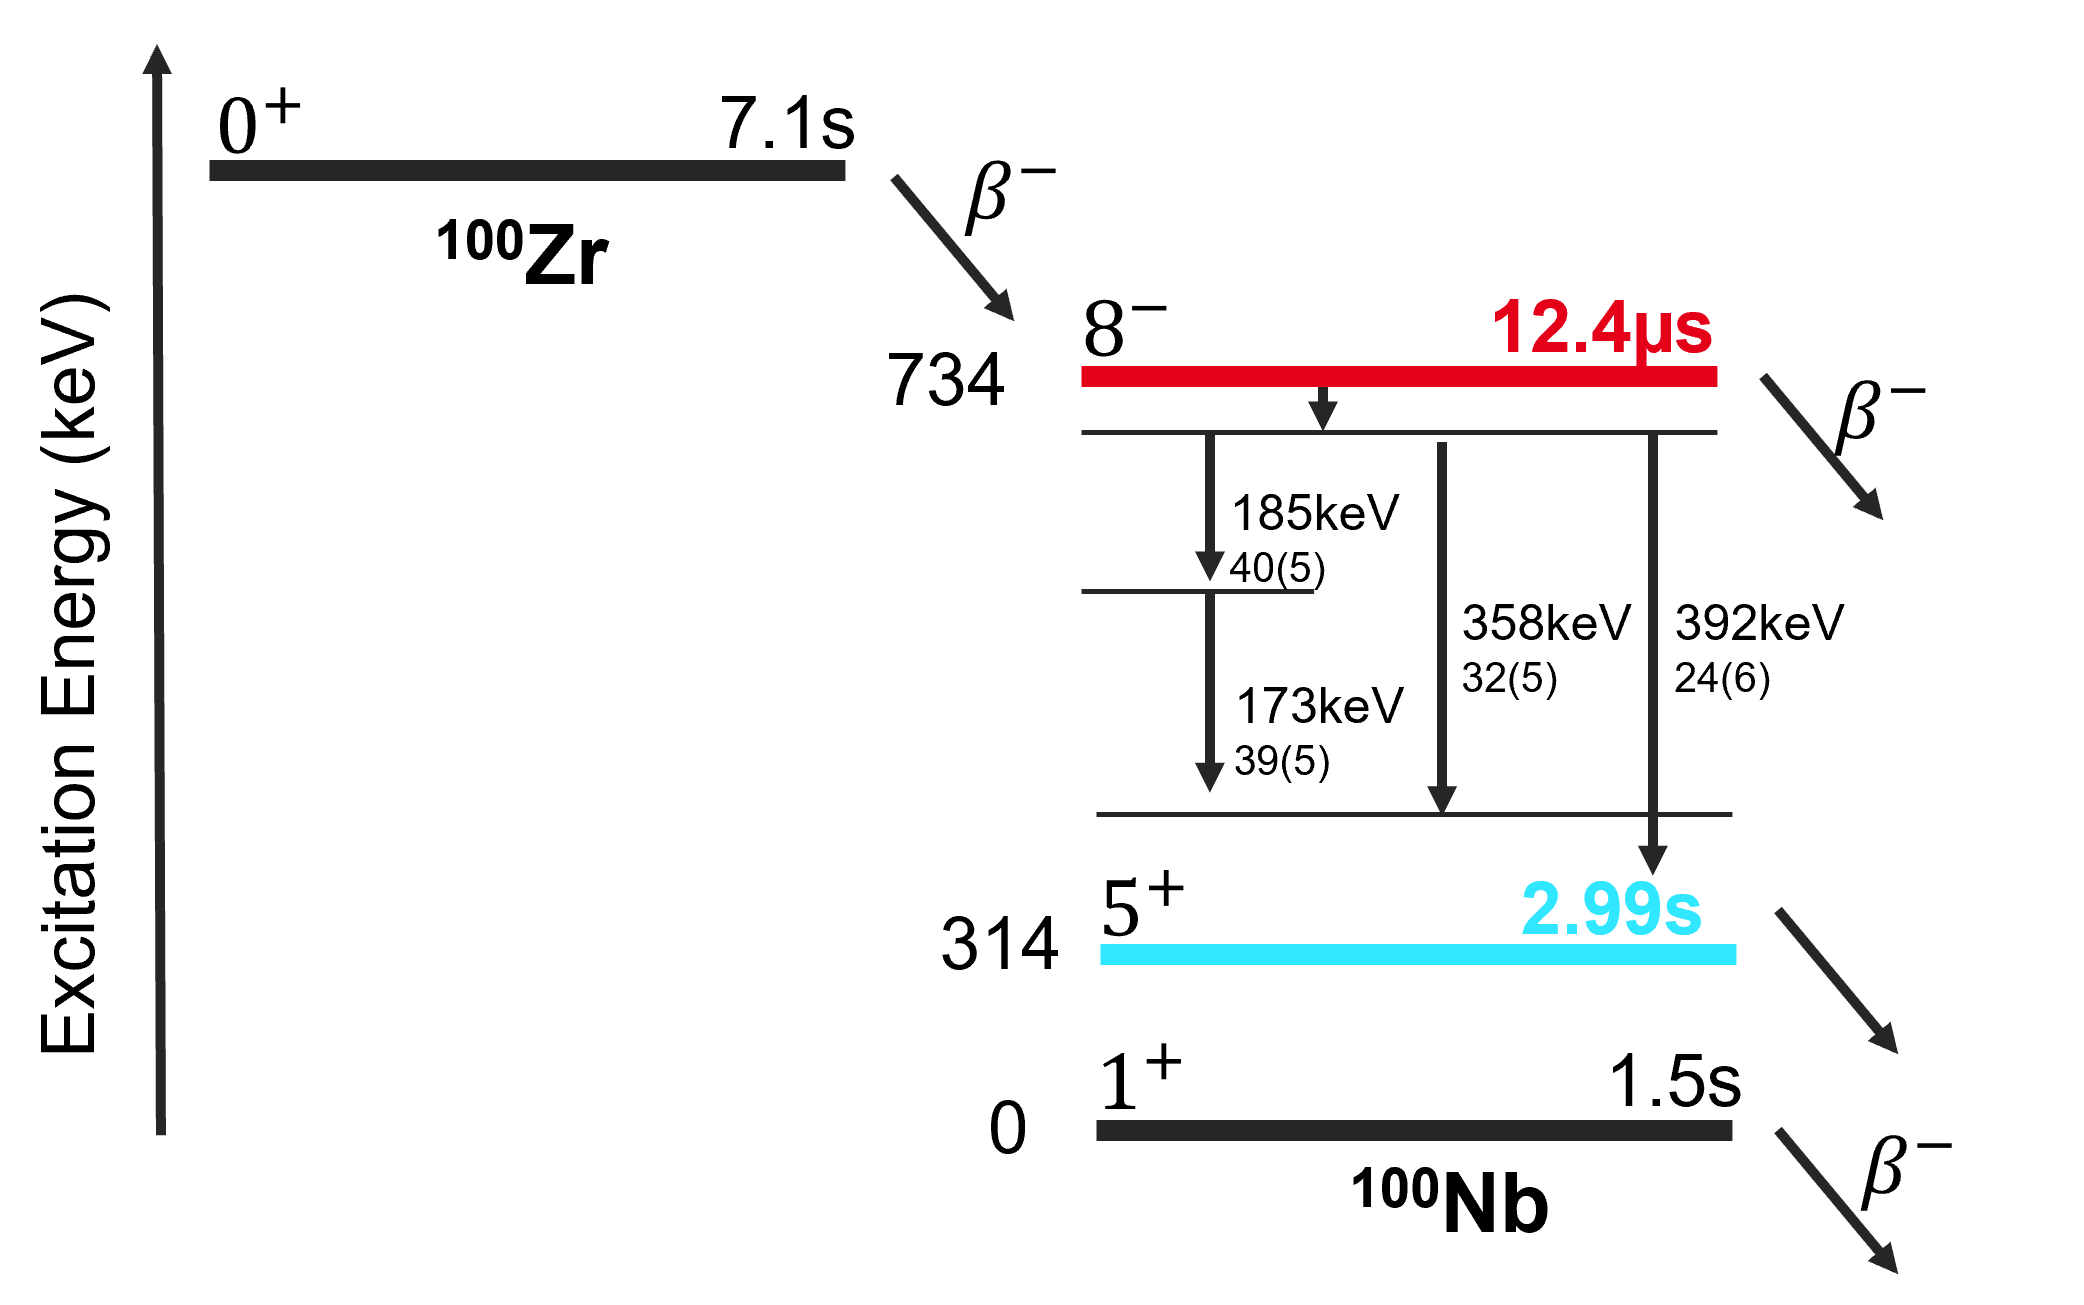 Excitation Energy (keV)
0⁺ 7.1s
¹⁰⁰Zr
β⁻
8⁻ 12.4μs
734
β⁻
185keV
40(5)
358keV
32(5)
392keV
24(6)
173keV
39(5)
5⁺ 2.99s
314
1⁺ 1.5s
0
β⁻
¹⁰⁰Nb